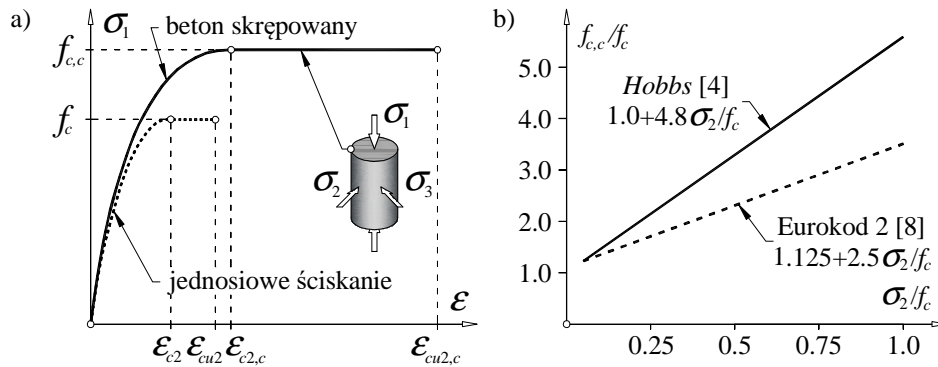 a)
σ1
beton skrępowany
fc,c
fc
σ1
σ2
σ3
jednosiowe ściskanie
ε
εc2 εcu2 εc2,c εcu2,c
b)
fc,c/fc
5.0
4.0
3.0
2.0
1.0
Hobbs [4]
1.0+4.8σ2/fc
Eurokod 2 [8]
1.125+2.5σ2/fc
σ2/fc
0.25 0.5 0.75 1.0